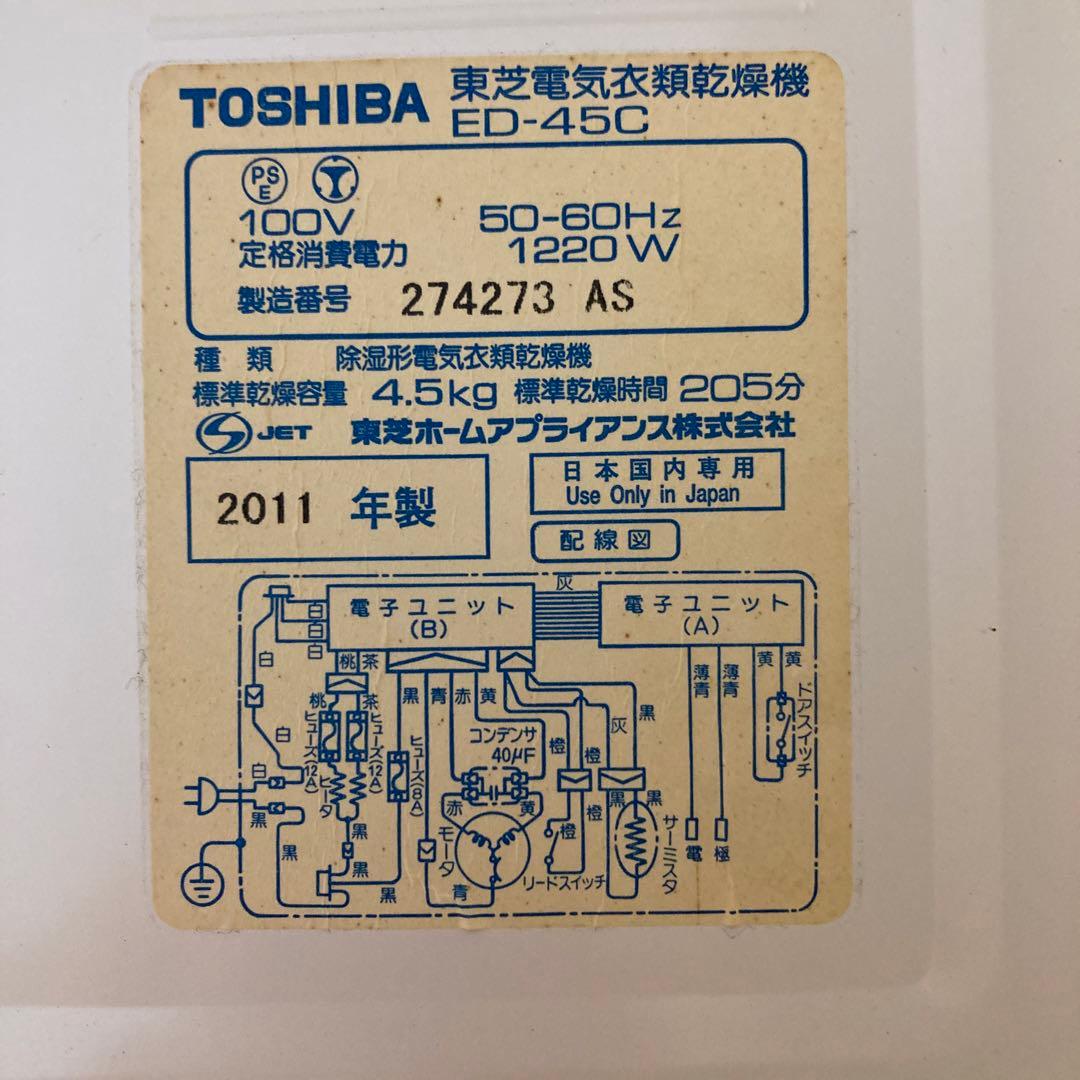 TOSHIBA 東芝電気衣類乾燥機
ED-45C
PS
E
100V 50-60Hz
定格消費電力 1220W
製造番号 274273 AS
種類 除湿形電気衣類乾燥機
標準乾燥容量 4.5kg 標準乾燥時間 205分
JET 東芝ホームアプライアンス株式会社
2011 年製
日本国内専用
Use Only in Japan
配線図
灰
電子ユニット
(B)
電子ユニット
(A)
白
白
白
白
桃 茶
黒 青 赤 黄
薄青
薄青
黄 黄
桃
茶
ヒューズ(12A)
ヒューズ(12A)
ヒューズ(8A)
コンデンサ
40μF
橙
橙
灰
黒
ドアスイッチ
白
白
黒
ヒータ
赤
黄
橙
橙
黒
黒
サーミスタ
電極
黒
黒
黒
黒
モータ
青
リードスイッチ